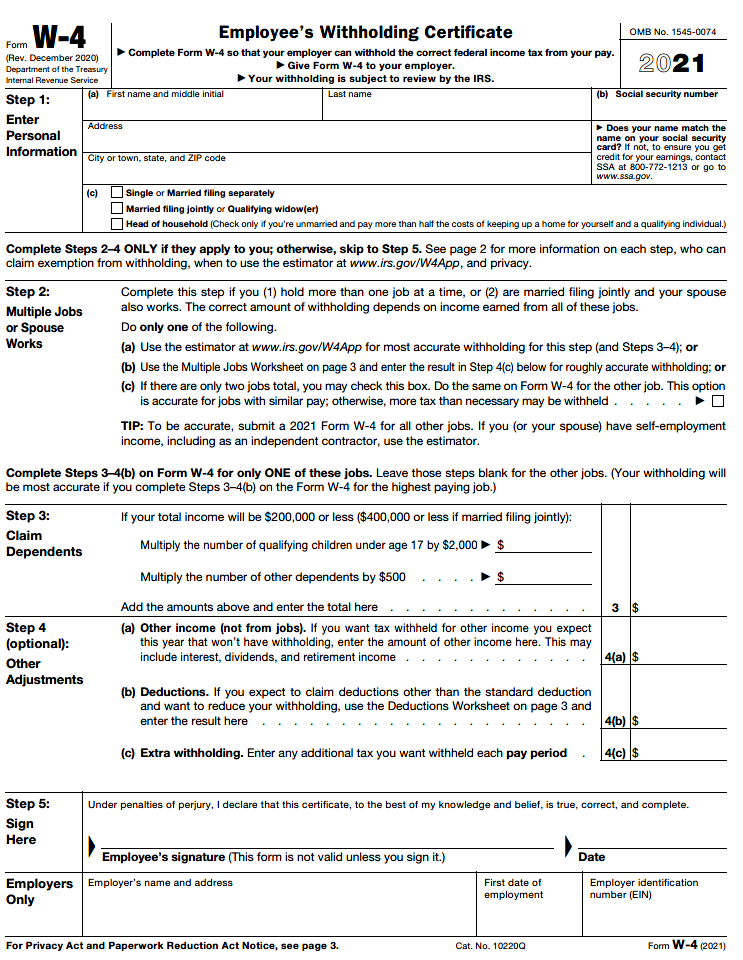 Form W-4
(Rev. December 2020)
Department of the Treasury
Internal Revenue Service
Employee's Withholding Certificate
▶ Complete Form W-4 so that your employer can withhold the correct federal income tax from your pay.
▶ Give Form W-4 to your employer.
▶ Your withholding is subject to review by the IRS.
OMB No. 1545-0074
2021
Step 1:
Enter
Personal
Information
(a) First name and middle initial
Last name
(b) Social security number
Address
City or town, state, and ZIP code
▶ Does your name match the
name on your social security
card? If not, to ensure you get
credit for your earnings, contact
SSA at 800-772-1213 or go to
www.ssa.gov.
(c) Single or Married filing separately
Married filing jointly or Qualifying widow(er)
Head of household (Check only if you're unmarried and pay more than half the costs of keeping up a home for yourself and a qualifying individual.)
Complete Steps 2–4 ONLY if they apply to you; otherwise, skip to Step 5. See page 2 for more information on each step, who can
claim exemption from withholding, when to use the estimator at www.irs.gov/W4App, and privacy.
Step 2:
Multiple Jobs
or Spouse
Works
Complete this step if you (1) hold more than one job at a time, or (2) are married filing jointly and your spouse
also works. The correct amount of withholding depends on income earned from all of these jobs.
Do only one of the following.
(a) Use the estimator at www.irs.gov/W4App for most accurate withholding for this step (and Steps 3–4); or
(b) Use the Multiple Jobs Worksheet on page 3 and enter the result in Step 4(c) below for roughly accurate withholding; or
(c) If there are only two jobs total, you may check this box. Do the same on Form W-4 for the other job. This option
is accurate for jobs with similar pay; otherwise, more tax than necessary may be withheld . . . . . ▶
TIP: To be accurate, submit a 2021 Form W-4 for all other jobs. If you (or your spouse) have self-employment
income, including as an independent contractor, use the estimator.
Complete Steps 3–4(b) on Form W-4 for only ONE of these jobs. Leave those steps blank for the other jobs. (Your withholding will
be most accurate if you complete Steps 3–4(b) on the Form W-4 for the highest paying job.)
Step 3:
Claim
Dependents
If your total income will be $200,000 or less ($400,000 or less if married filing jointly):
Multiply the number of qualifying children under age 17 by $2,000 ▶ $
Multiply the number of other dependents by $500 . . . . ▶ $
Add the amounts above and enter the total here . . . . . . . . . . . . . 3 $
Step 4
(optional):
Other
Adjustments
(a) Other income (not from jobs). If you want tax withheld for other income you expect
this year that won't have withholding, enter the amount of other income here. This may
include interest, dividends, and retirement income . . . . . . . . . . . . 4(a) $
(b) Deductions. If you expect to claim deductions other than the standard deduction
and want to reduce your withholding, use the Deductions Worksheet on page 3 and
enter the result here . . . . . . . . . . . . . . . . . . . . . 4(b) $
(c) Extra withholding. Enter any additional tax you want withheld each pay period . 4(c) $
Step 5:
Sign
Here
Under penalties of perjury, I declare that this certificate, to the best of my knowledge and belief, is true, correct, and complete.
Employee's signature (This form is not valid unless you sign it.)
Date
Employers
Only
Employer's name and address
First date of
employment
Employer identification
number (EIN)
For Privacy Act and Paperwork Reduction Act Notice, see page 3.
Cat. No. 10220Q
Form W-4 (2021)